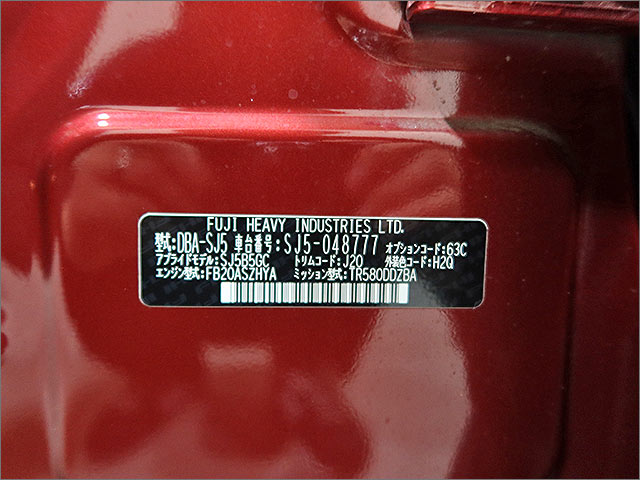 FUJI HEAVY INDUSTRIES LTD.
型式:DBA-SJ5 車台番号:SJ5-048777 オプションコード:63C
アプライドモデル:SJ5B5GC トリムコード:J20 外装色コード:H2Q
エンジン型式:FB20ASZHYA ミッション型式:TR580DDZBA